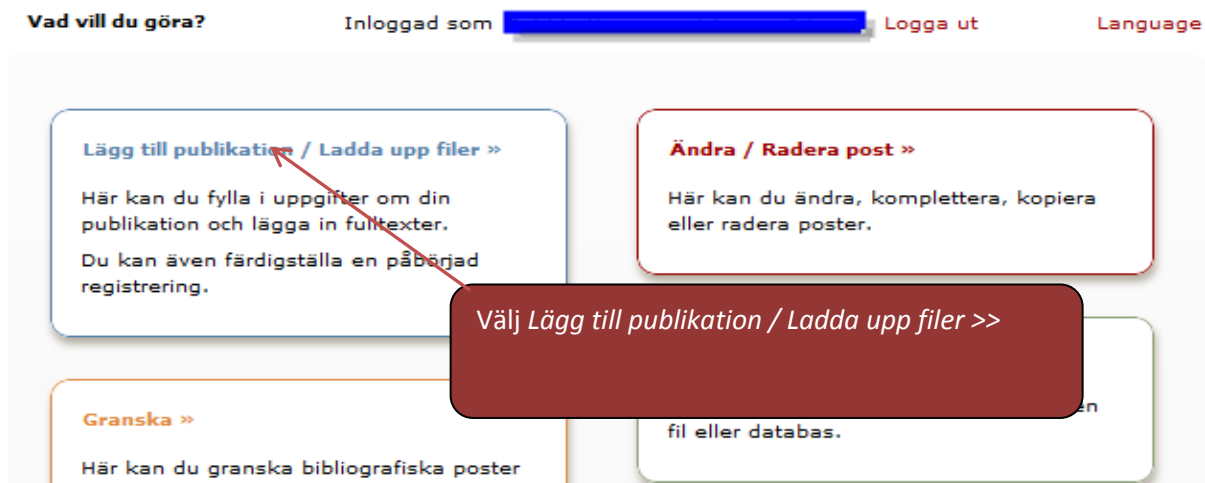 Vad vill du göra? Inloggad som Logga ut Language
Lägg till publikation / Ladda upp filer »
Här kan du fylla i uppgifter om din
publikation och lägga in fulltexter.
Du kan även färdigställa en påbörjad
registrering.
Ändra / Radera post »
Här kan du ändra, komplettera, kopiera
eller radera poster.
Välj Lägg till publikation / Ladda upp filer >>
Granska »
Här kan du granska bibliografiska poster
en
fil eller databas.